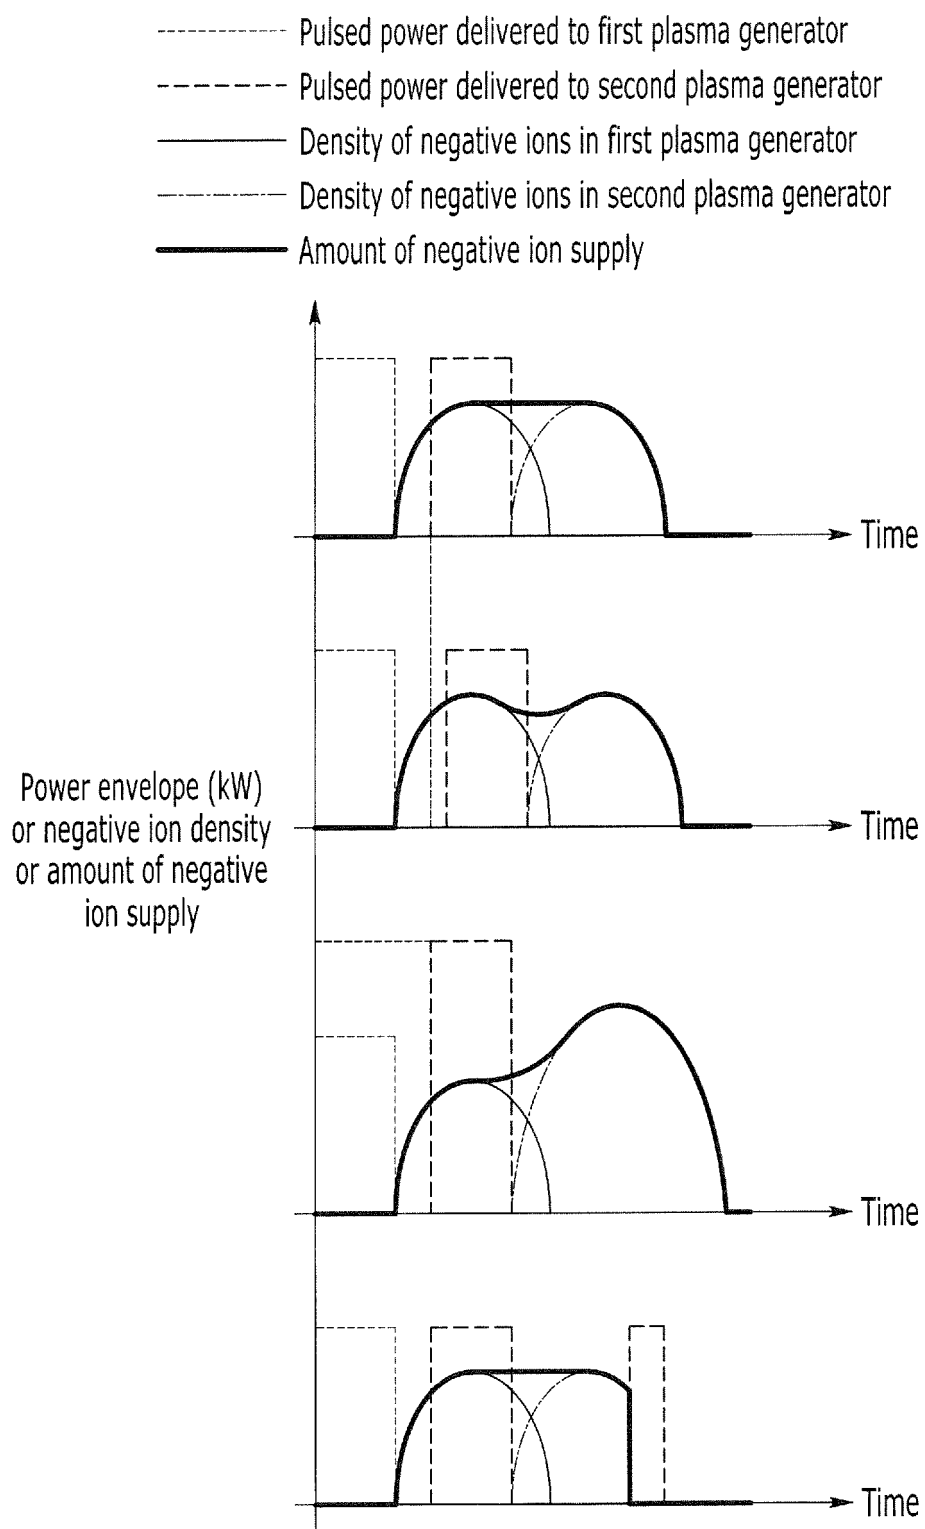 Pulsed power delivered to first plasma generator
Pulsed power delivered to second plasma generator
Density of negative ions in first plasma generator
Density of negative ions in second plasma generator
Amount of negative ion supply
Time
Time
Power envelope (kW)
or negative ion density
or amount of negative
ion supply
Time
Time